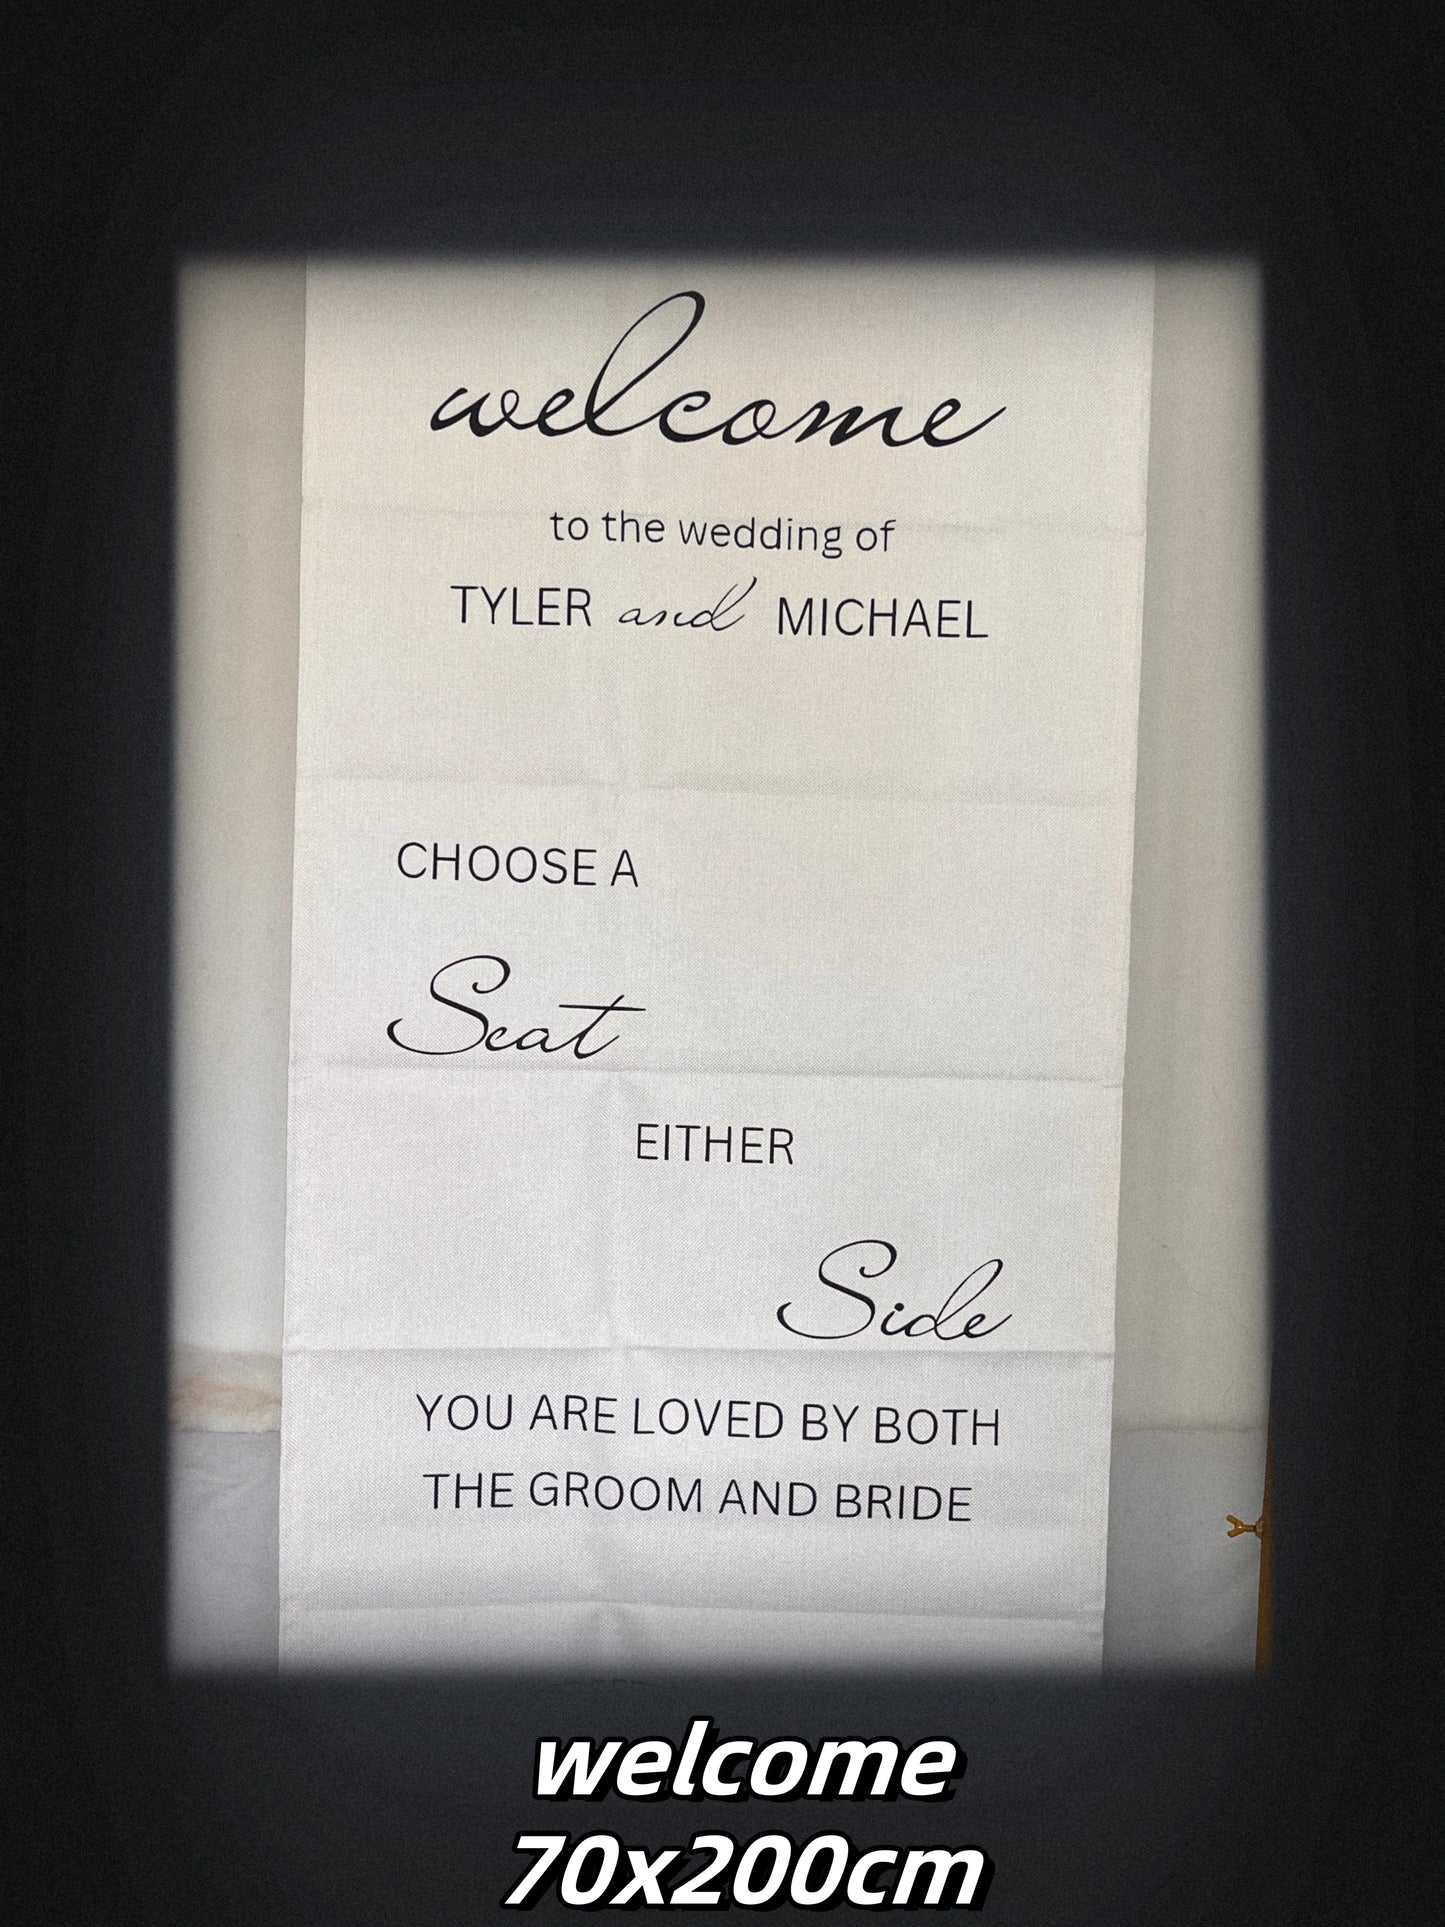 welcome
to the wedding of
TYLER and MICHAEL
CHOOSE A
Seat
EITHER
Side
YOU ARE LOVED BY BOTH
THE GROOM AND BRIDE
welcome
70x200cm